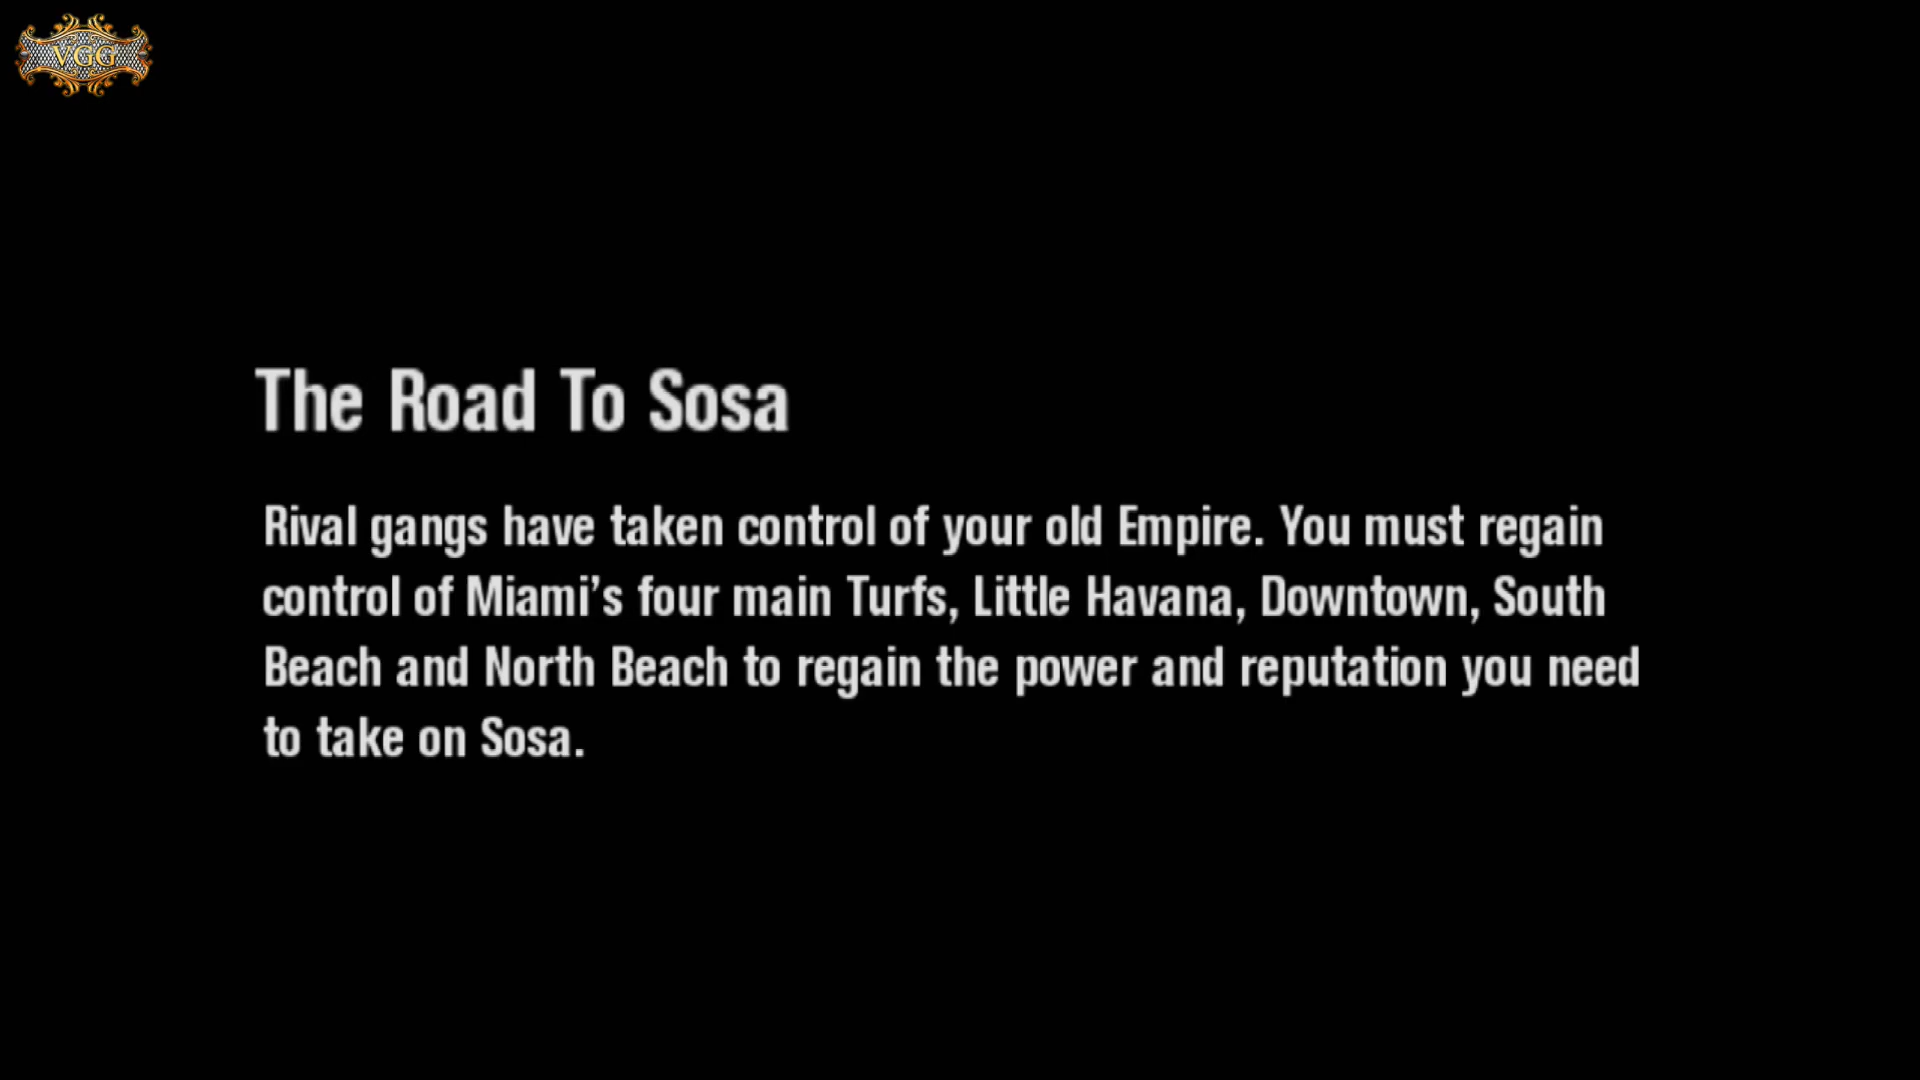 VGG
The Road To Sosa
Rival gangs have taken control of your old Empire. You must regain
control of Miami’s four main Turfs, Little Havana, Downtown, South
Beach and North Beach to regain the power and reputation you need
to take on Sosa.